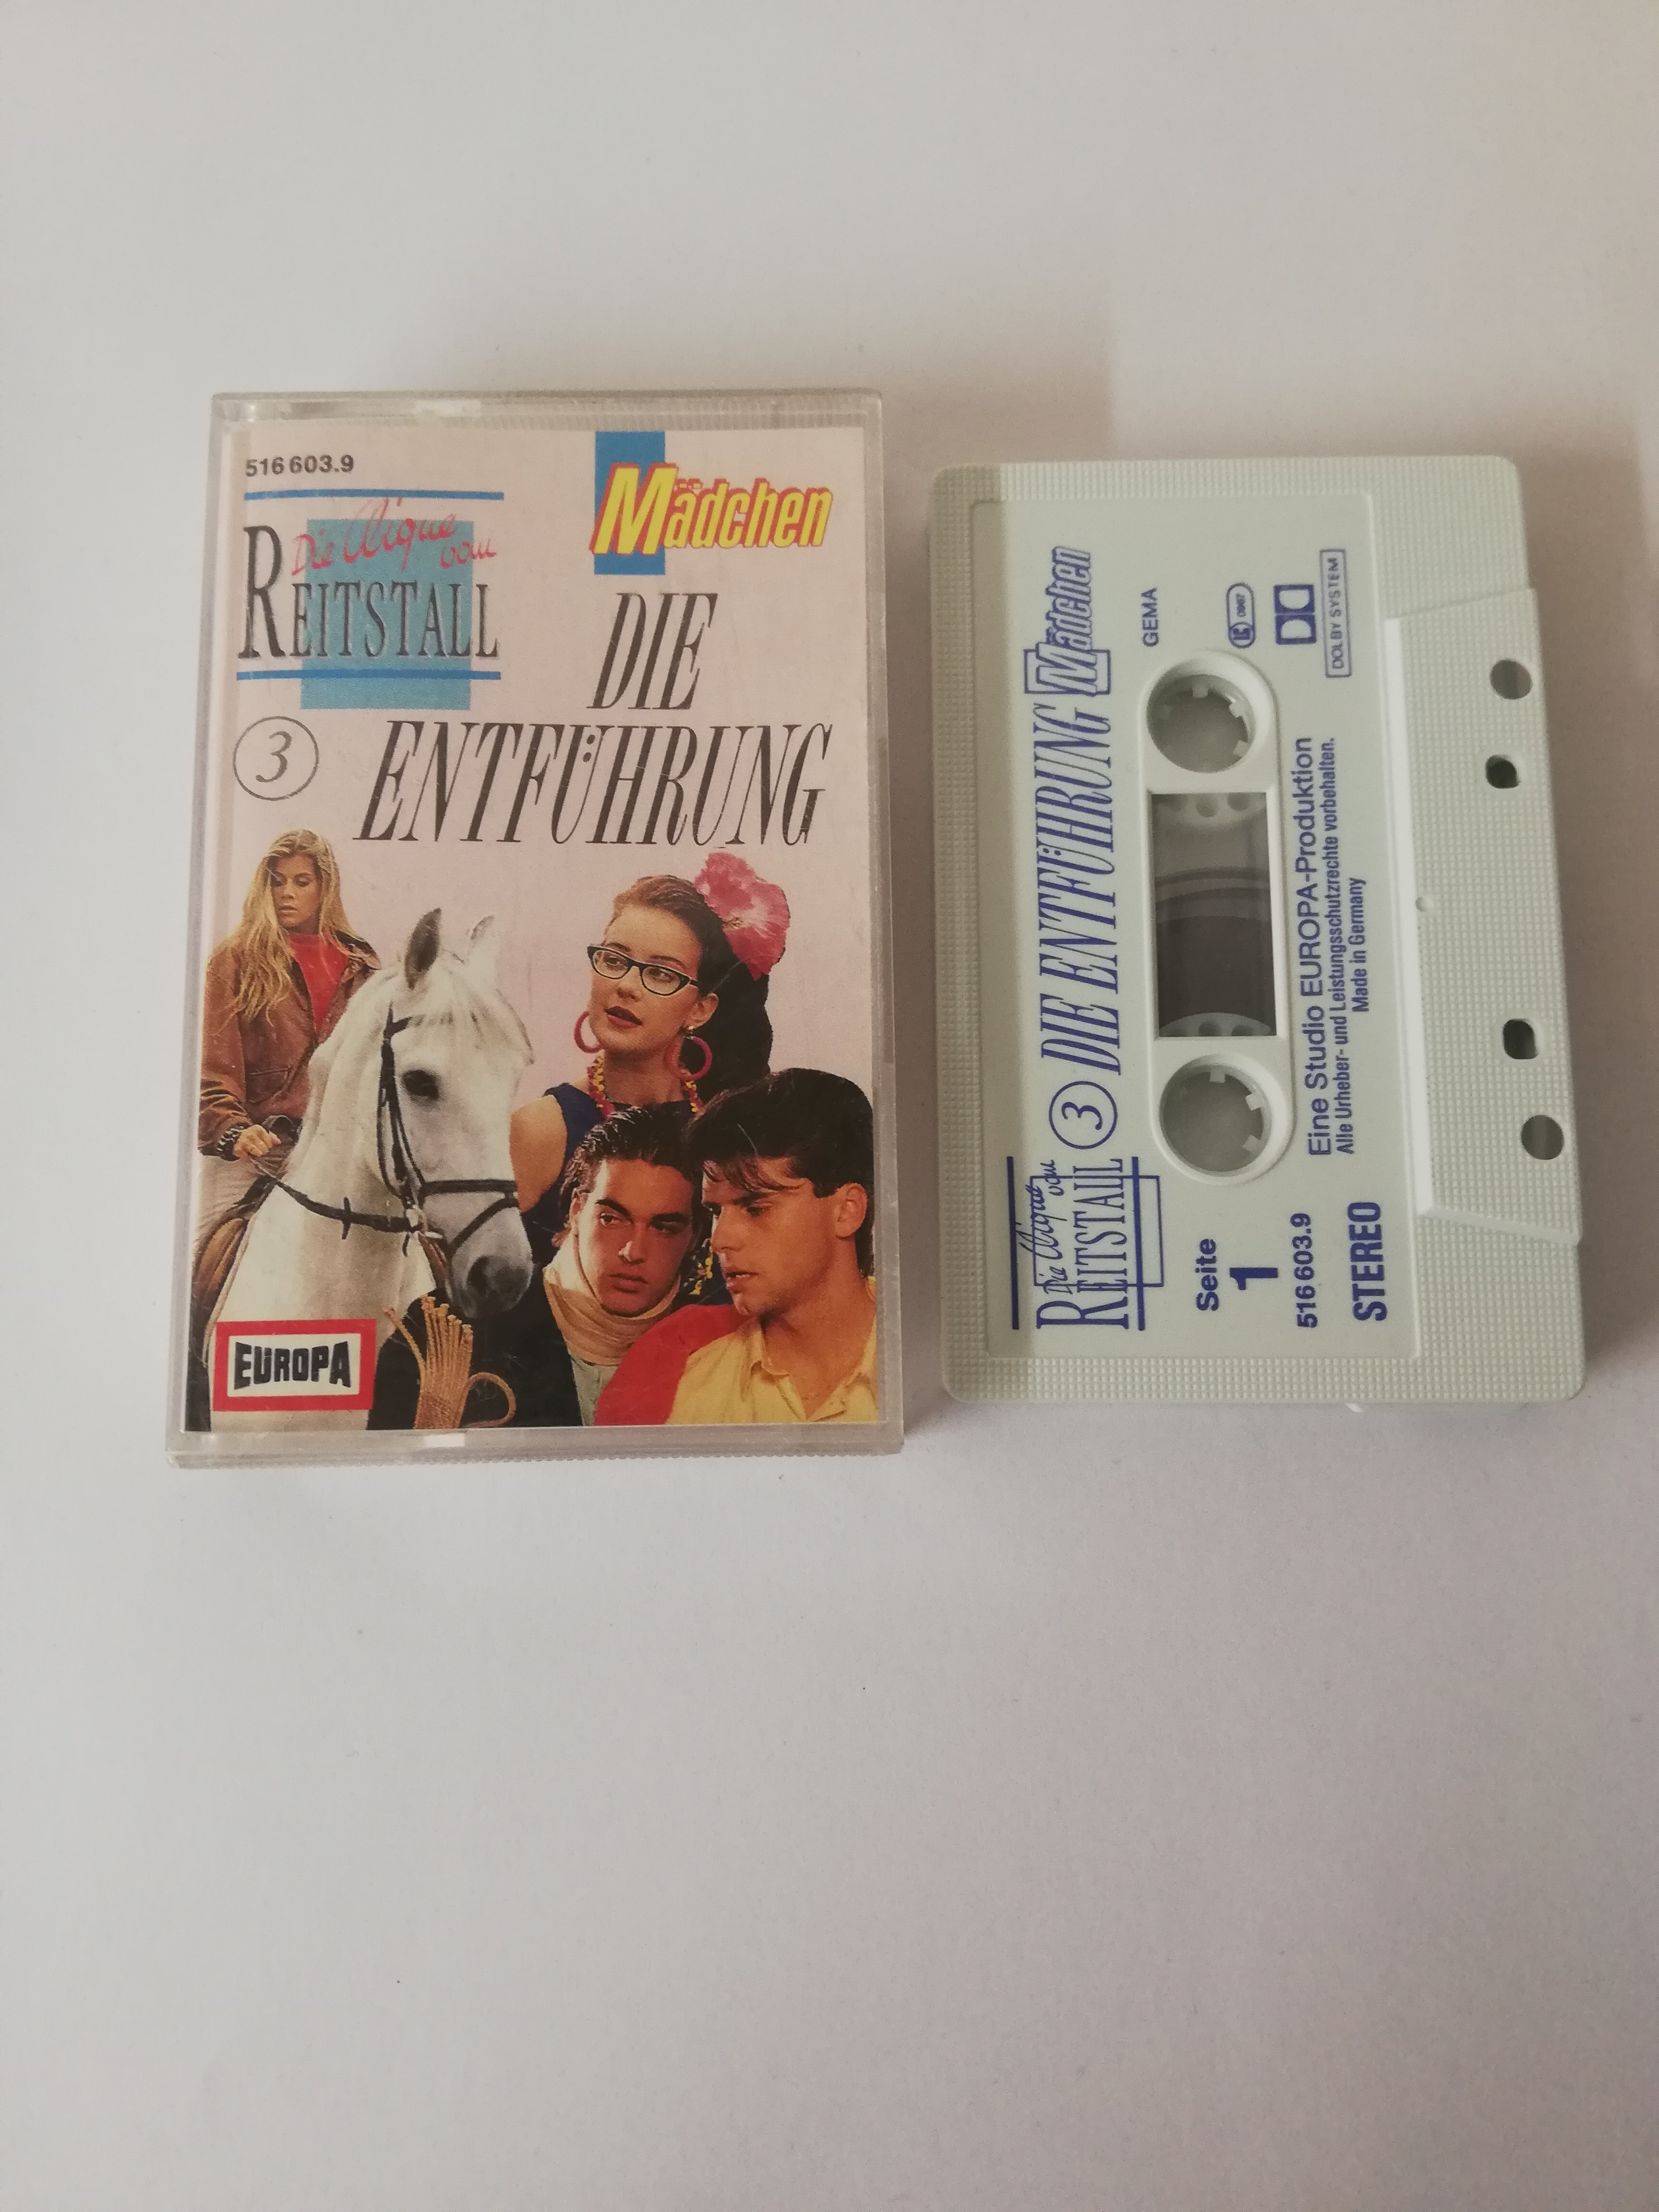 516 603.9
Die Clique vom
REITSTALL
Mädchen
DIE
ENTFÜHRUNG
3
EUROPA
Die Clique vom
REITSTALL
3 DIE ENTFÜHRUNG Mädchen
GEMA
LC 0967
DOLBY SYSTEM
Seite
1
516 603.9
STEREO
Eine Studio EUROPA-Produktion
Alle Urheber- und Leistungsschutzrechte vorbehalten.
Made in Germany